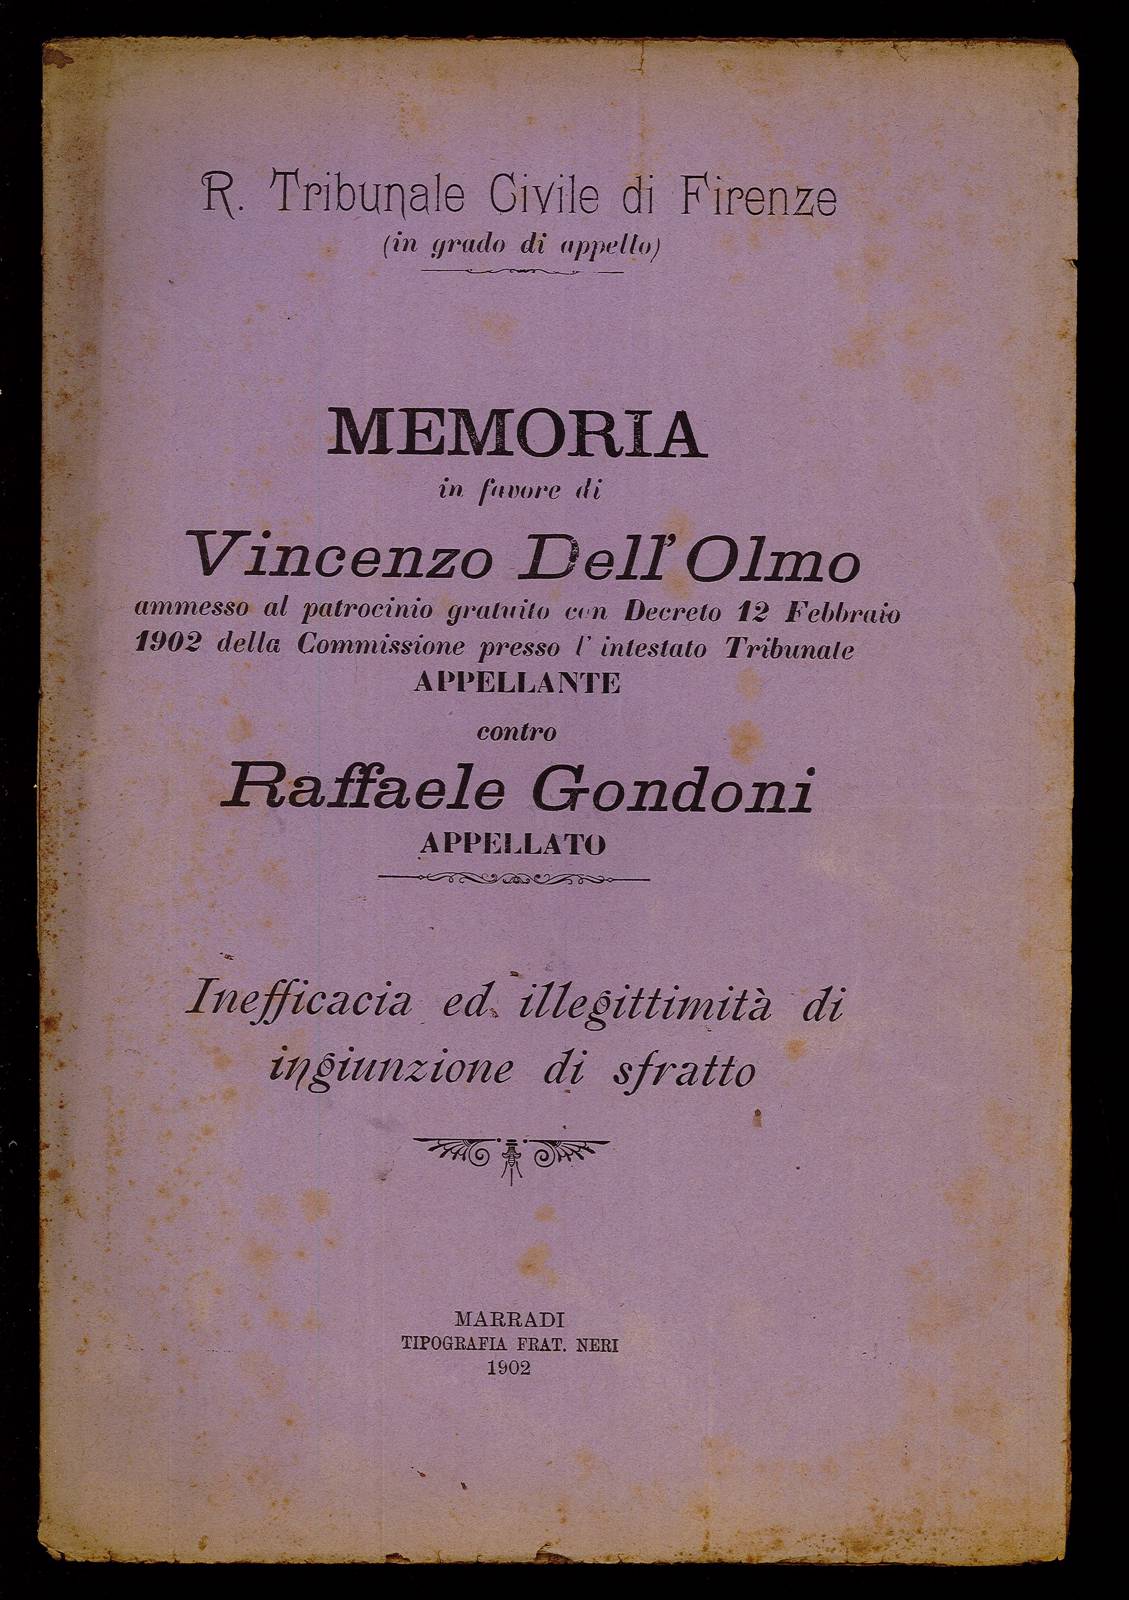 R. Tribunale Civile di Firenze
(in grado di appello)
MEMORIA
in favore di
Vincenzo Dell'Olmo
ammesso al patrocinio gratuito con Decreto 12 Febbraio
1902 della Commissione presso l' intestato Tribunale
APPELLANTE
contro
Raffaele Gondoni
APPELLATO
Inefficacia ed illegittimità di
ingiunzione di sfratto
MARRADI
TIPOGRAFIA FRAT. NERI
1902